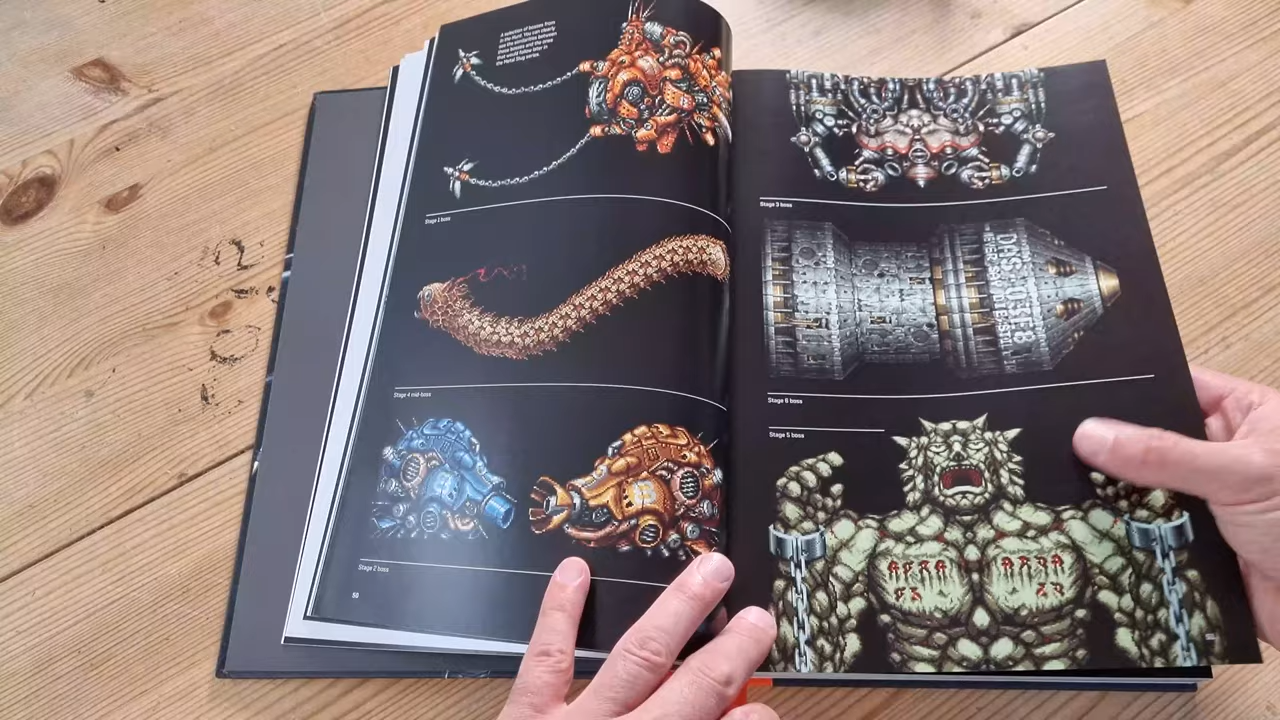 A selection of bosses from
In the Hunt. You can clearly
see the similarities between
these bosses and the ones
that would follow later in
the Metal Slug series.
Stage 1 boss
Stage 4 mid-boss
Stage 2 boss
58
Stage 3 boss
Stage 6 boss
Stage 5 boss